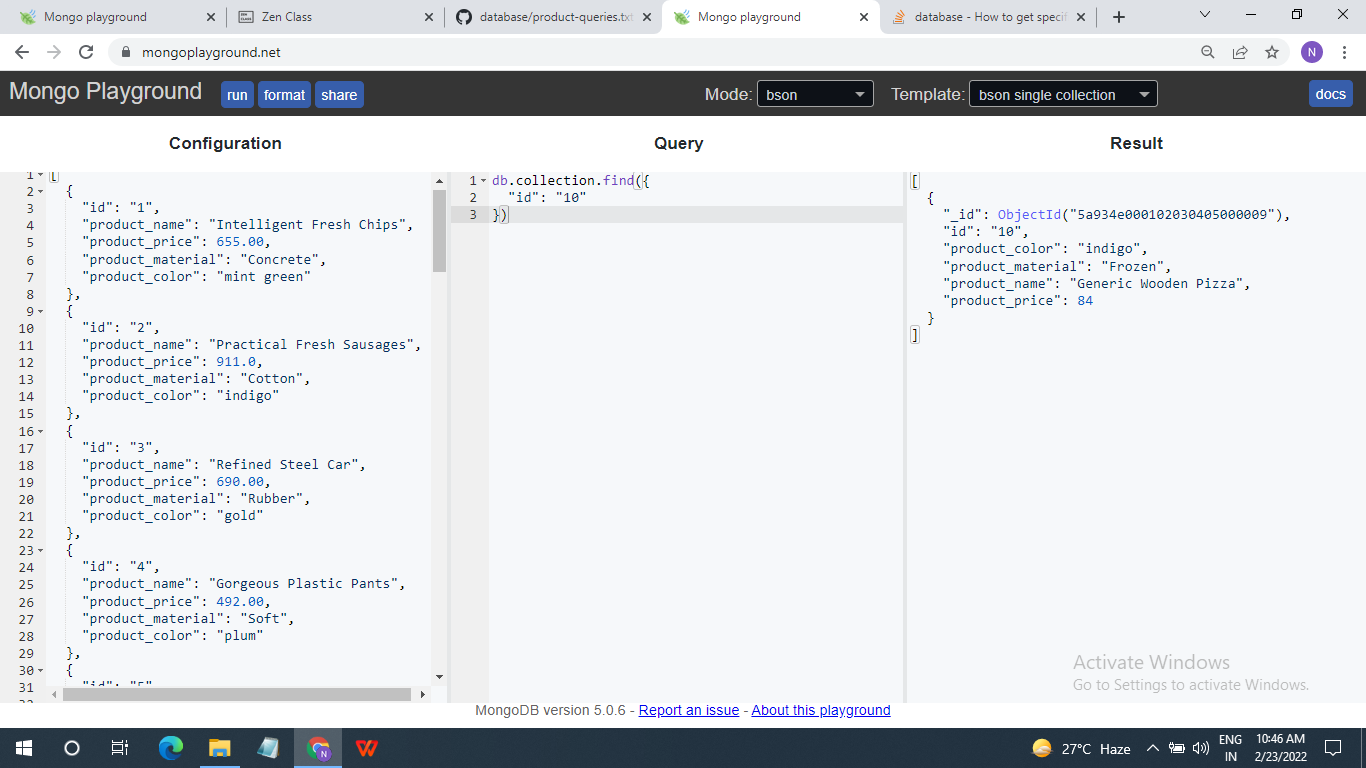 Mongo playground
Zen Class
database/product-queries.txt
Mongo playground
database - How to get specif
mongoplayground.net
N
Mongo Playground
run
format
share
Mode:
bson
Template:
bson single collection
docs
Configuration
Query
Result
1 [
2 {
3 "id": "1",
4 "product_name": "Intelligent Fresh Chips",
5 "product_price": 655.00,
6 "product_material": "Concrete",
7 "product_color": "mint green"
8 },
9 {
10 "id": "2",
11 "product_name": "Practical Fresh Sausages",
12 "product_price": 911.0,
13 "product_material": "Cotton",
14 "product_color": "indigo"
15 },
16 {
17 "id": "3",
18 "product_name": "Refined Steel Car",
19 "product_price": 690.00,
20 "product_material": "Rubber",
21 "product_color": "gold"
22 },
23 {
24 "id": "4",
25 "product_name": "Gorgeous Plastic Pants",
26 "product_price": 492.00,
27 "product_material": "Soft",
28 "product_color": "plum"
29 },
30 {
31 "id": "5"
1 db.collection.find({
2 "id": "10"
3 })
[
{
"_id": ObjectId("5a934e000102030405000009"),
"id": "10",
"product_color": "indigo",
"product_material": "Frozen",
"product_name": "Generic Wooden Pizza",
"product_price": 84
}
]
Activate Windows
Go to Settings to activate Windows.
MongoDB version 5.0.6 - Report an issue - About this playground
27°C Haze
ENG
IN
10:46 AM
2/23/2022